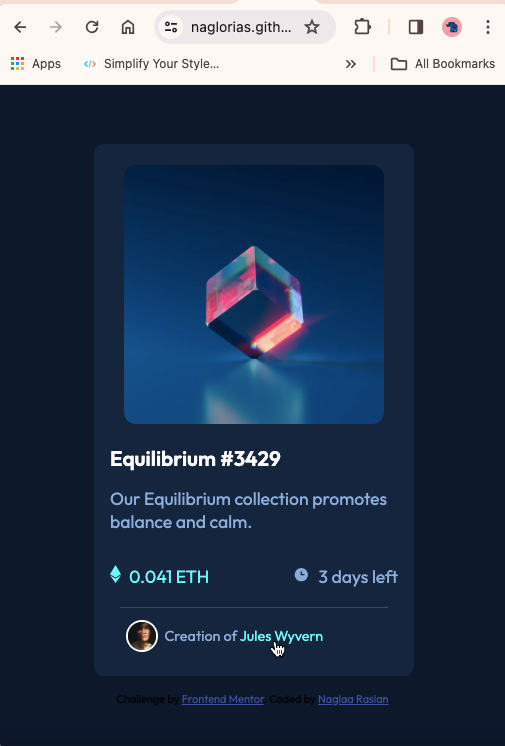 naglorias.gith...
Apps
Simplify Your Style...
All Bookmarks
Equilibrium #3429
Our Equilibrium collection promotes
balance and calm.
0.041 ETH
3 days left
Creation of Jules Wyvern
Challenge by Frontend Mentor. Coded by Naglaa Raslan.